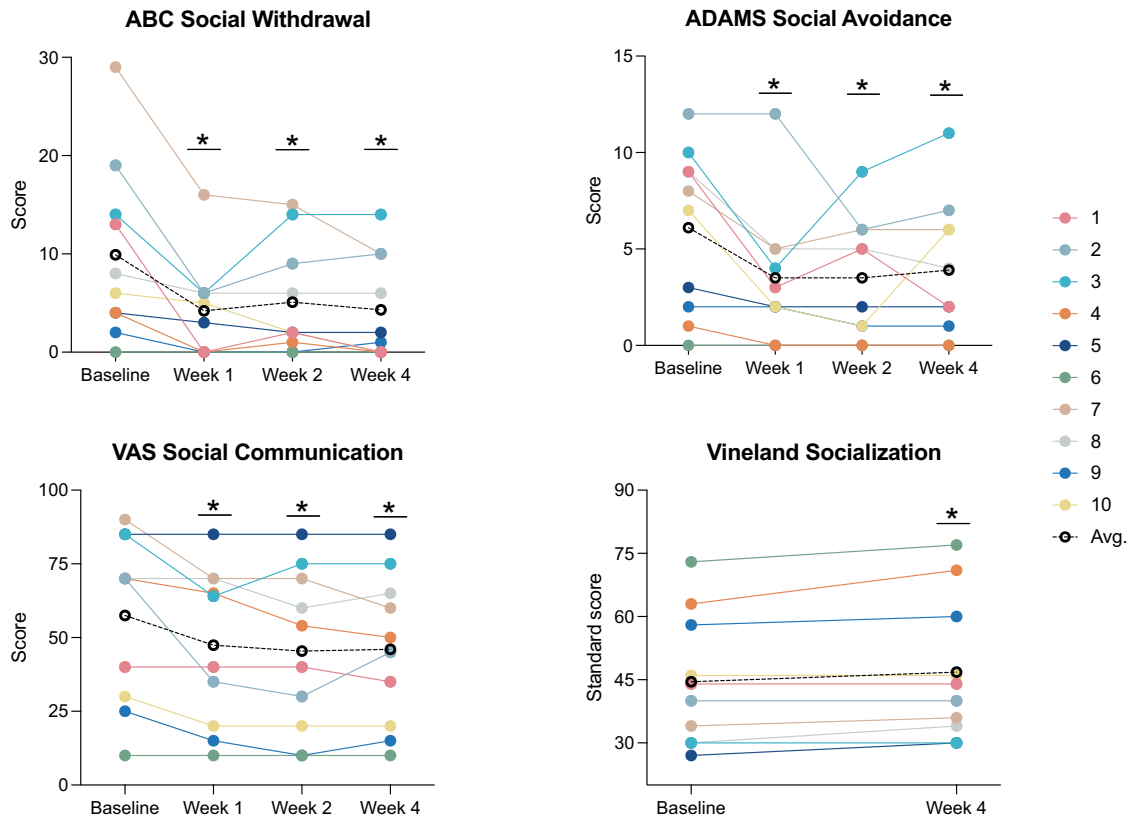 ABC Social Withdrawal
30
20
10
0
Score
*
*
*
Baseline Week 1 Week 2 Week 4
ADAMS Social Avoidance
15
10
5
0
Score
*
*
*
Baseline Week 1 Week 2 Week 4
VAS Social Communication
100
75
50
25
0
Score
*
*
*
Baseline Week 1 Week 2 Week 4
Vineland Socialization
90
75
60
45
30
Standard score
*
Baseline Week 4
1
2
3
4
5
6
7
8
9
10
Avg.